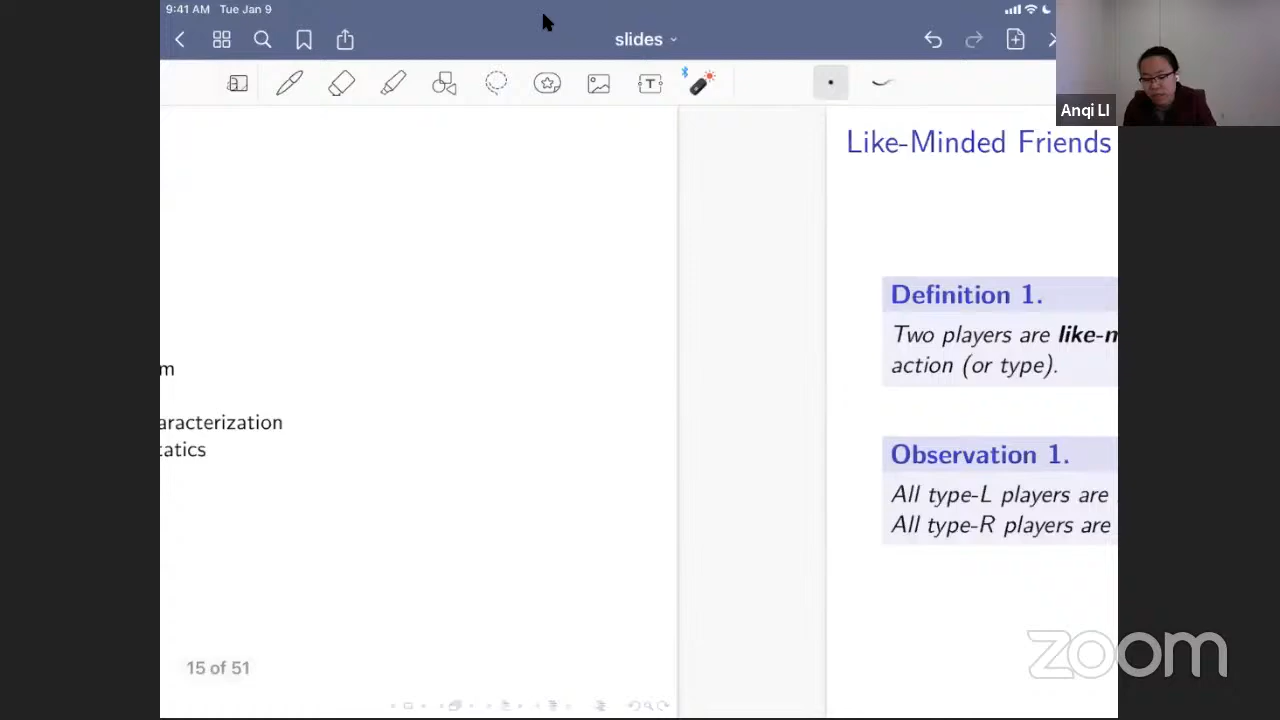 9:41 AM Tue Jan 9
slides
Anqi LI
Like-Minded Friends
Definition 1.
Two players are like-m
action (or type).
m
aracterization
tatics
Observation 1.
All type-L players are
All type-R players are
15 of 51
zoom